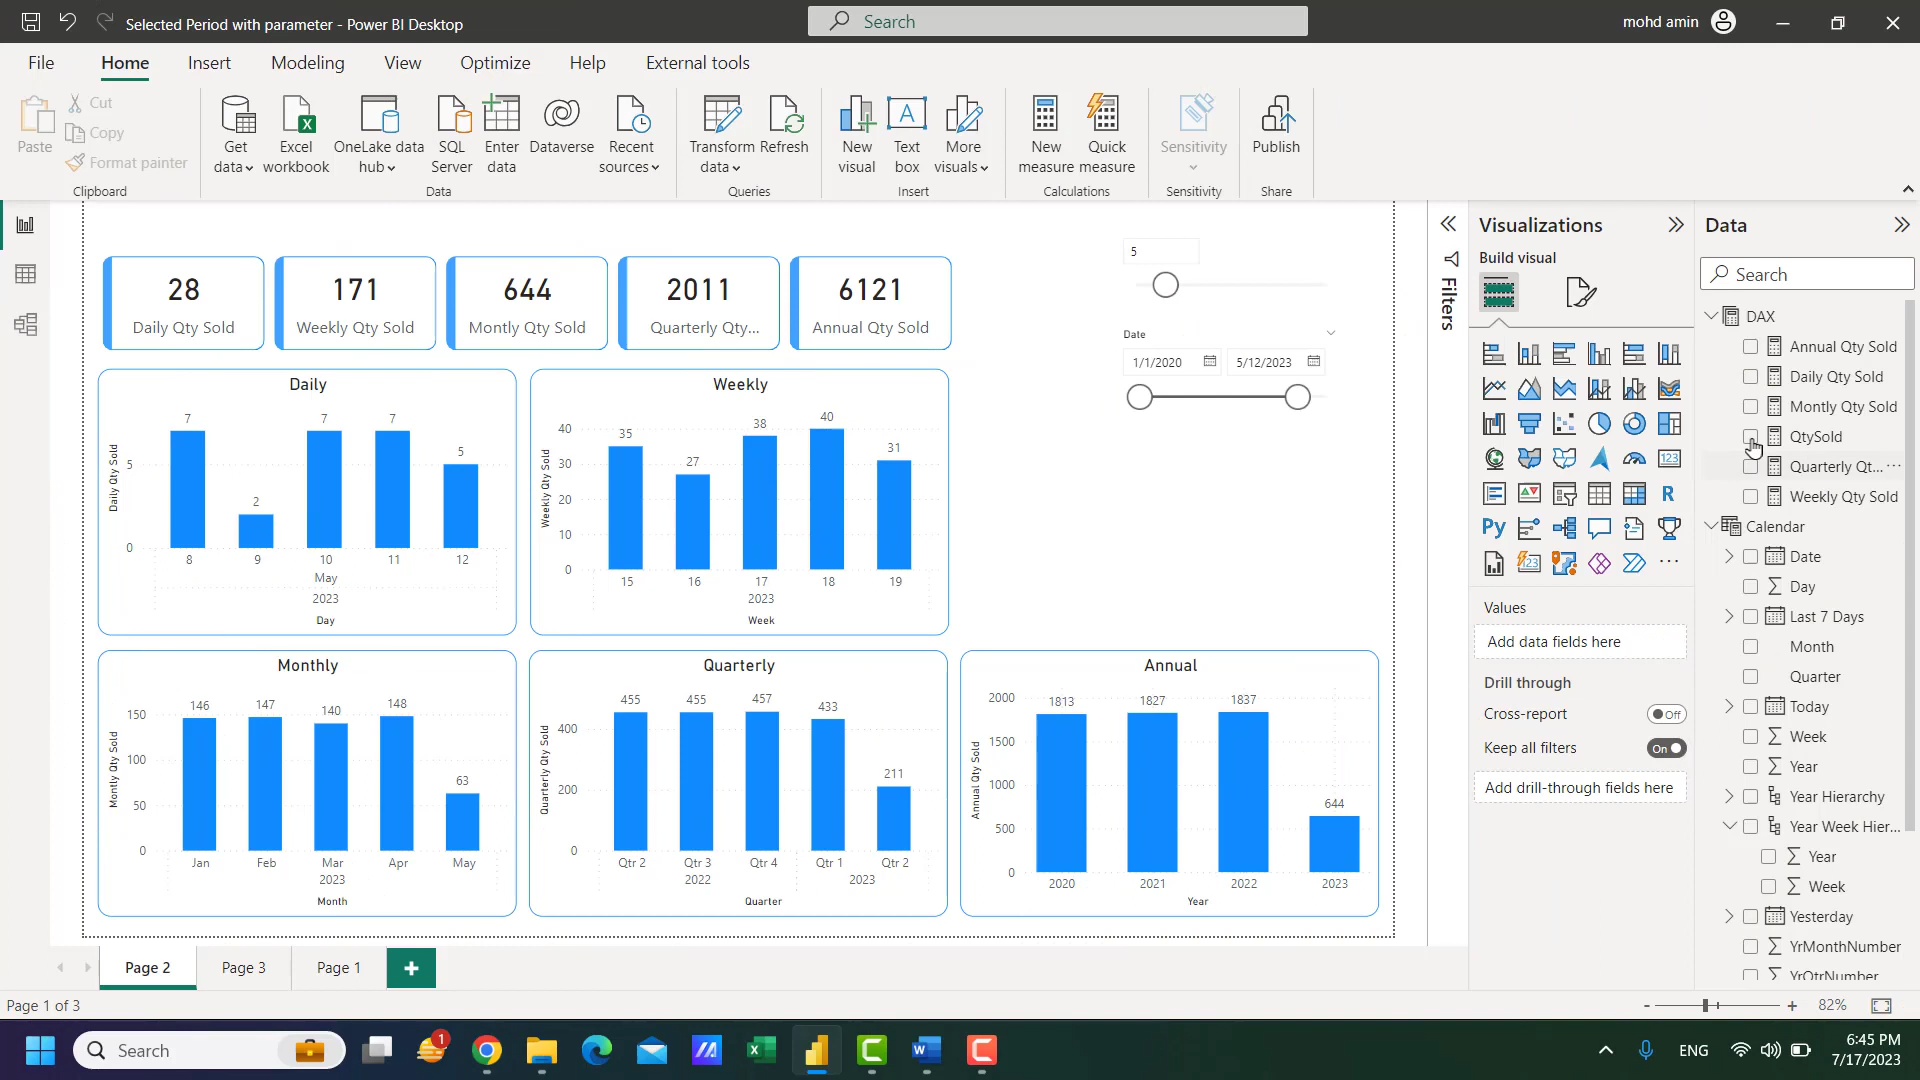 Selected Period with parameter - Power BI Desktop
Search
mohd amin
File Home Insert Modeling View Optimize Help External tools
Paste
Cut
Copy
Format painter
Clipboard
Get data
Excel workbook
OneLake data hub
SQL Server
Enter data
Dataverse
Recent sources
Data
Transform data
Refresh
Queries
New visual
Text box
More visuals
Insert
New measure
Quick measure
Calculations
Sensitivity
Sensitivity
Publish
Share
28
Daily Qty Sold
171
Weekly Qty Sold
644
Montly Qty Sold
2011
Quarterly Qty...
6121
Annual Qty Sold
5
Date
1/1/2020
5/12/2023
Daily
Daily Qty Sold
5
0
7 2 7 7 5
8 9 10 11 12
May
2023
Day
Weekly
Weekly Qty Sold
40
30
20
10
0
35 27 38 40 31
15 16 17 18 19
2023
Week
Monthly
Montly Qty Sold
150
100
50
0
146 147 140 148 63
Jan Feb Mar Apr May
2023
Month
Quarterly
Quarterly Qty Sold
400
200
0
455 455 457 433 211
Qtr 2 Qtr 3 Qtr 4 Qtr 1 Qtr 2
2022 2023
Quarter
Annual
Annual Qty Sold
2000
1500
1000
500
0
1813 1827 1837 644
2020 2021 2022 2023
Year
Filters
Visualizations
Build visual
123
R
Py
123
Values
Add data fields here
Drill through
Cross-report
Off
Keep all filters
On
Add drill-through fields here
Data
Search
DAX
Annual Qty Sold
Daily Qty Sold
Montly Qty Sold
QtySold
Quarterly Qt...
Weekly Qty Sold
Calendar
Date
Day
Last 7 Days
Month
Quarter
Today
Week
Year
Year Hierarchy
Year Week Hier...
Year
Week
Yesterday
YrMonthNumber
YrQtrNumber
Page 2 Page 3 Page 1
Page 1 of 3
82%
Search
1
ENG
6:45 PM
7/17/2023